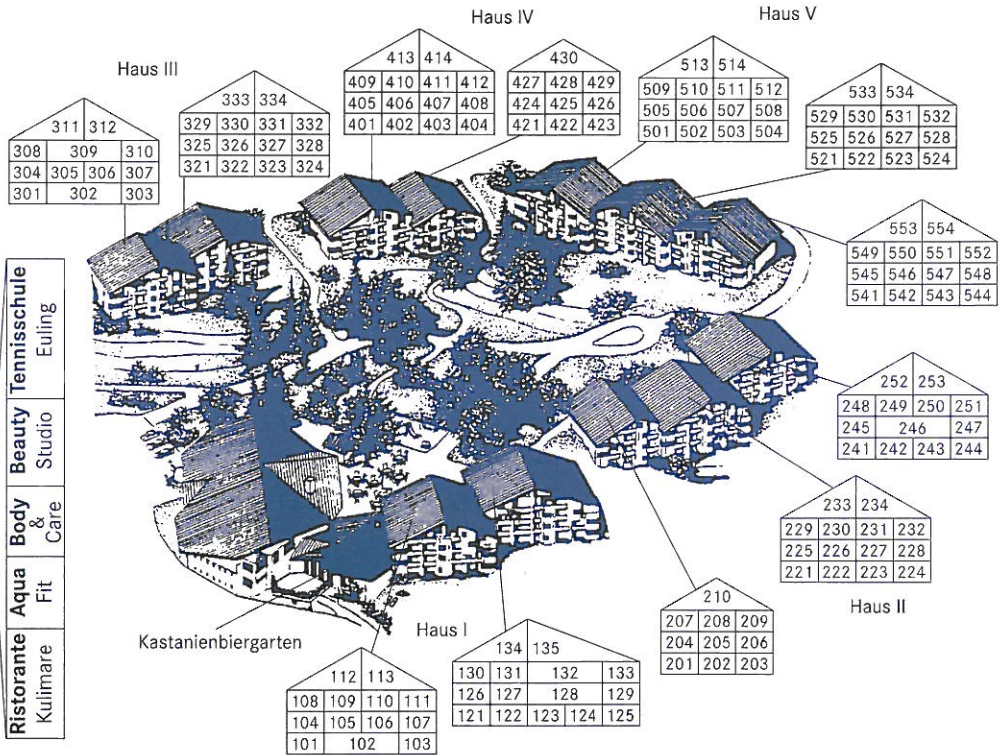 Haus IV
Haus V
Haus III
413 414
409 410 411 412
405 406 407 408
401 402 403 404
430
427 428 429
424 425 426
421 422 423
513 514
509 510 511 512
505 506 507 508
501 502 503 504
533 534
529 530 531 532
525 526 527 528
521 522 523 524
333 334
329 330 331 332
325 326 327 328
321 322 323 324
311 312
308 309 310
304 305 306 307
301 302 303
553 554
549 550 551 552
545 546 547 548
541 542 543 544
252 253
248 249 250 251
245 246 247
241 242 243 244
233 234
229 230 231 232
225 226 227 228
221 222 223 224
Haus II
210
207 208 209
204 205 206
201 202 203
Haus I
134 135
130 131 132 133
126 127 128 129
121 122 123 124 125
112 113
108 109 110 111
104 105 106 107
101 102 103
Kastanienbiergarten
Tennisschule
Euling
Beauty
Studio
Body
&
Care
Aqua
Fit
Ristorante
Kulimare